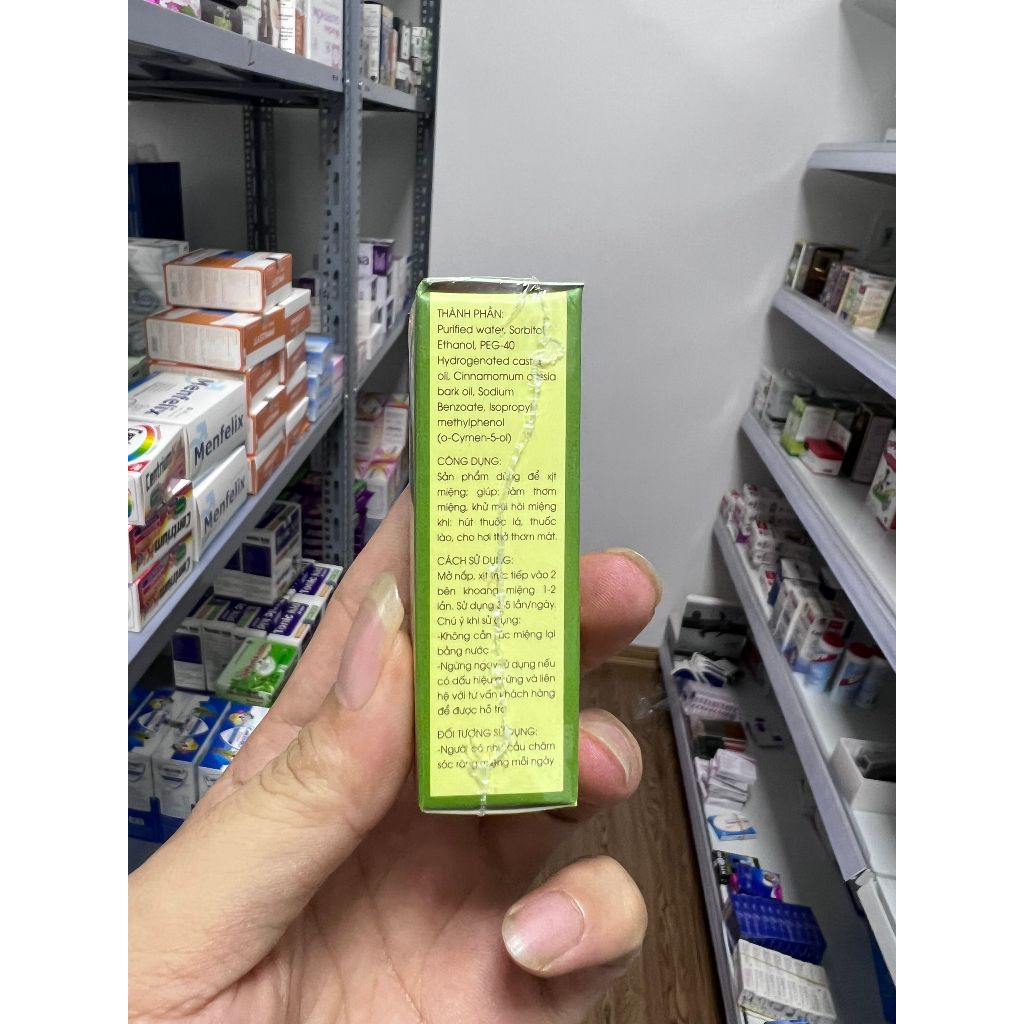 THÀNH PHẦN:
Purified water, Sorbitol
Ethanol, PEG-40
Hydrogenated castor
oil, Cinnamomum cassia
bark oil, Sodium
Benzoate, Isopropyl
methylphenol
(o-Cymen-5-ol)
CÔNG DỤNG:
Sản phẩm dùng để xịt
miệng; giúp: làm thơm
miệng, khử mùi hôi miệng
khi: hút thuốc lá, thuốc
lào, cho hơi thở thơm mát.
CÁCH SỬ DỤNG:
Mở nắp, xịt trực tiếp vào 2
bên khoang miệng 1-2
lần. Sử dụng 3-5 lần/ngày.
Chú ý khi sử dụng:
-Không cần súc miệng lại
bằng nước
-Ngừng ngay sử dụng nếu
có dấu hiệu ứng và liên
hệ với tư vấn khách hàng
để được hỗ trợ
ĐỐI TƯỢNG SỬ DỤNG:
-Người có nhu cầu chăm
sóc răng miệng mỗi ngày
Menfelix
Menfelix
Menfelix
Centrum
Centrum
Centrum